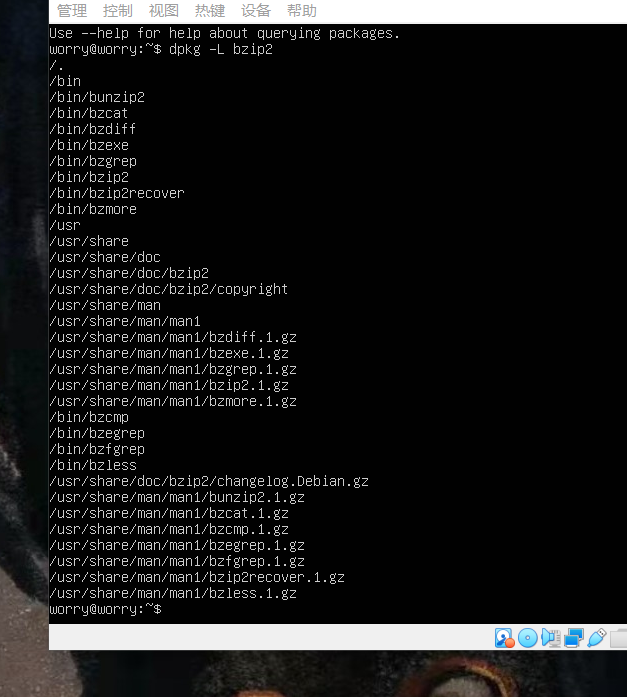 管理 控制 视图 热键 设备 帮助
Use --help for help about querying packages.
worry@worry:~$ dpkg -L bzip2
/.
/bin
/bin/bunzip2
/bin/bzcat
/bin/bzdiff
/bin/bzexe
/bin/bzgrep
/bin/bzip2
/bin/bzip2recover
/bin/bzmore
/usr
/usr/share
/usr/share/doc
/usr/share/doc/bzip2
/usr/share/doc/bzip2/copyright
/usr/share/man
/usr/share/man/man1
/usr/share/man/man1/bzdiff.1.gz
/usr/share/man/man1/bzexe.1.gz
/usr/share/man/man1/bzgrep.1.gz
/usr/share/man/man1/bzip2.1.gz
/usr/share/man/man1/bzmore.1.gz
/bin/bzcmp
/bin/bzegrep
/bin/bzfgrep
/bin/bzless
/usr/share/doc/bzip2/changelog.Debian.gz
/usr/share/man/man1/bunzip2.1.gz
/usr/share/man/man1/bzcat.1.gz
/usr/share/man/man1/bzcmp.1.gz
/usr/share/man/man1/bzegrep.1.gz
/usr/share/man/man1/bzfgrep.1.gz
/usr/share/man/man1/bzip2recover.1.gz
/usr/share/man/man1/bzless.1.gz
worry@worry:~$